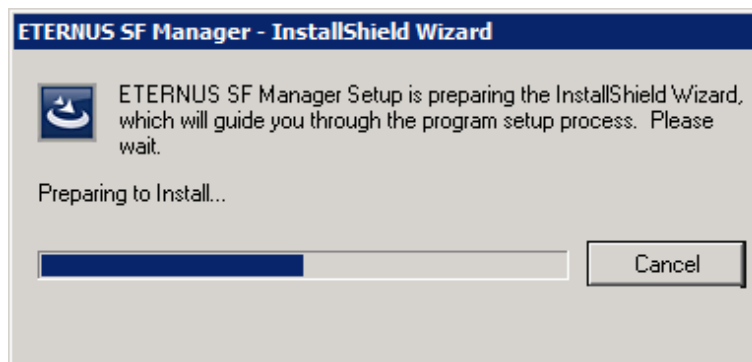 ETERNUS SF Manager - InstallShield Wizard
ETERNUS SF Manager Setup is preparing the InstallShield Wizard,
which will guide you through the program setup process.  Please
wait.
Preparing to Install...
Cancel